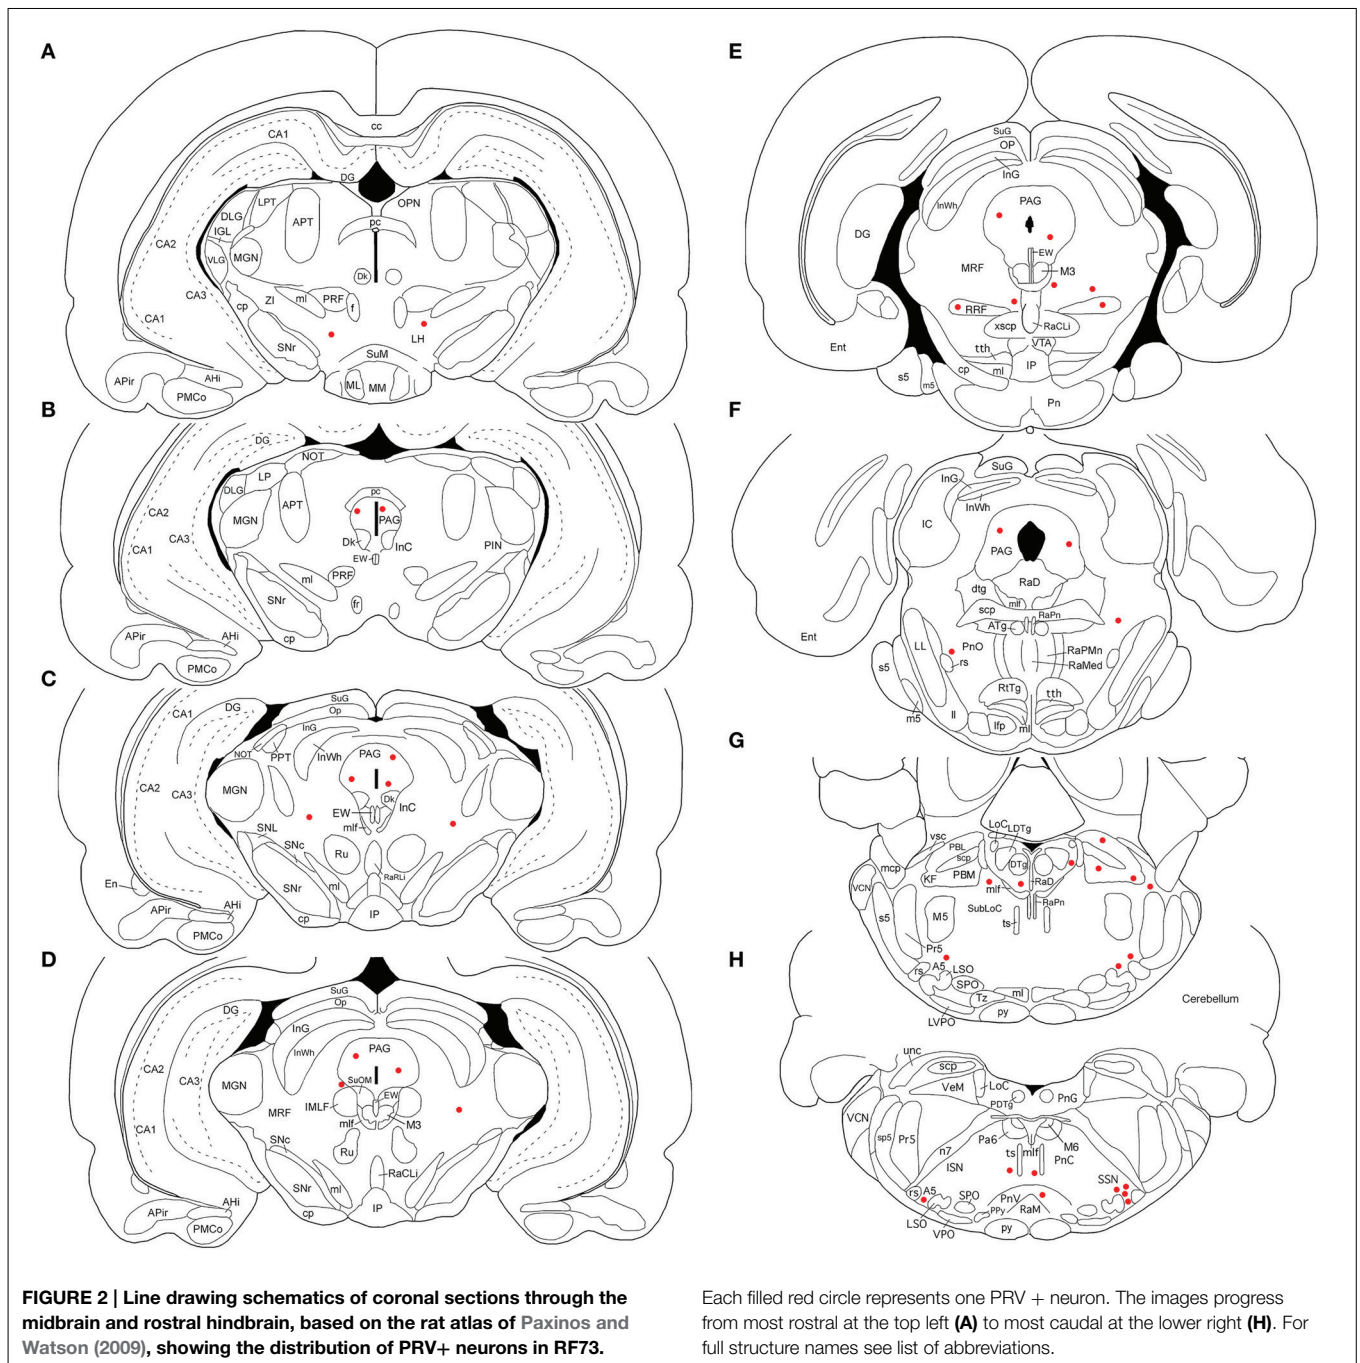 A
cc
CA1
DG
LPT
OPN
DLG
APT
IGL
pc
CA2
VLG
MGN
Dk
CA3
ZI
ml
PRF
f
cp
CA1
LH
SNr
SuM
APir
AHi
ML
MM
PMCo
B
DG
NOT
LP
pc
DLG
APT
CA2
MGN
PAG
CA3
Dk
InC
PIN
CA1
EW
ml
PRF
SNr
fr
APir
AHi
cp
PMCo
C
SuG
CA1
DG
Op
InG
NOT
PPT
InWh
PAG
CA2
CA3
MGN
Dk
InC
EW
SNL
mlf
SNc
Ru
RaRLi
En
SNr
ml
AHi
APir
IP
cp
PMCo
D
SuG
DG
Op
InG
InWh
PAG
CA2
CA3
SuOM
MGN
EW
MRF
IMLF
mlf
M3
CA1
SNc
Ru
RaCLi
SNr
ml
AHi
APir
IP
cp
PMCo
E
SuG
OP
InG
InWh
PAG
DG
EW
MRF
M3
RRF
xscp
RaCLi
Ent
tth
VTA
s5
cp
ml
IP
m5
Pn
F
SuG
InG
InWh
IC
PAG
RaD
dtg
mlf
scp
RaPn
ATg
Ent
LL
PnO
RaPMn
s5
rs
RaMed
RtTg
tth
m5
ll
lfp
ml
G
LoC
LDTg
vsc
PBL
mcp
scp
DTg
KF
PBM
VCN
mlf
RaD
RaPn
s5
M5
SubLoC
ts
Pr5
A5
rs
LSO
SPO
Tz
ml
LVPO
py
H
Cerebellum
unc
scp
VeM
LoC
PDTg
PnG
VCN
sp5
Pr5
Pa6
M6
n7
ts
mlf
PnC
ISN
SSN
rs
A5
SPO
PnV
LSO
PPy
RaM
VPO
py
FIGURE 2 | Line drawing schematics of coronal sections through the
midbrain and rostral hindbrain, based on the rat atlas of Paxinos and
Watson (2009), showing the distribution of PRV+ neurons in RF73.
Each filled red circle represents one PRV + neuron. The images progress
from most rostral at the top left (A) to most caudal at the lower right (H). For
full structure names see list of abbreviations.